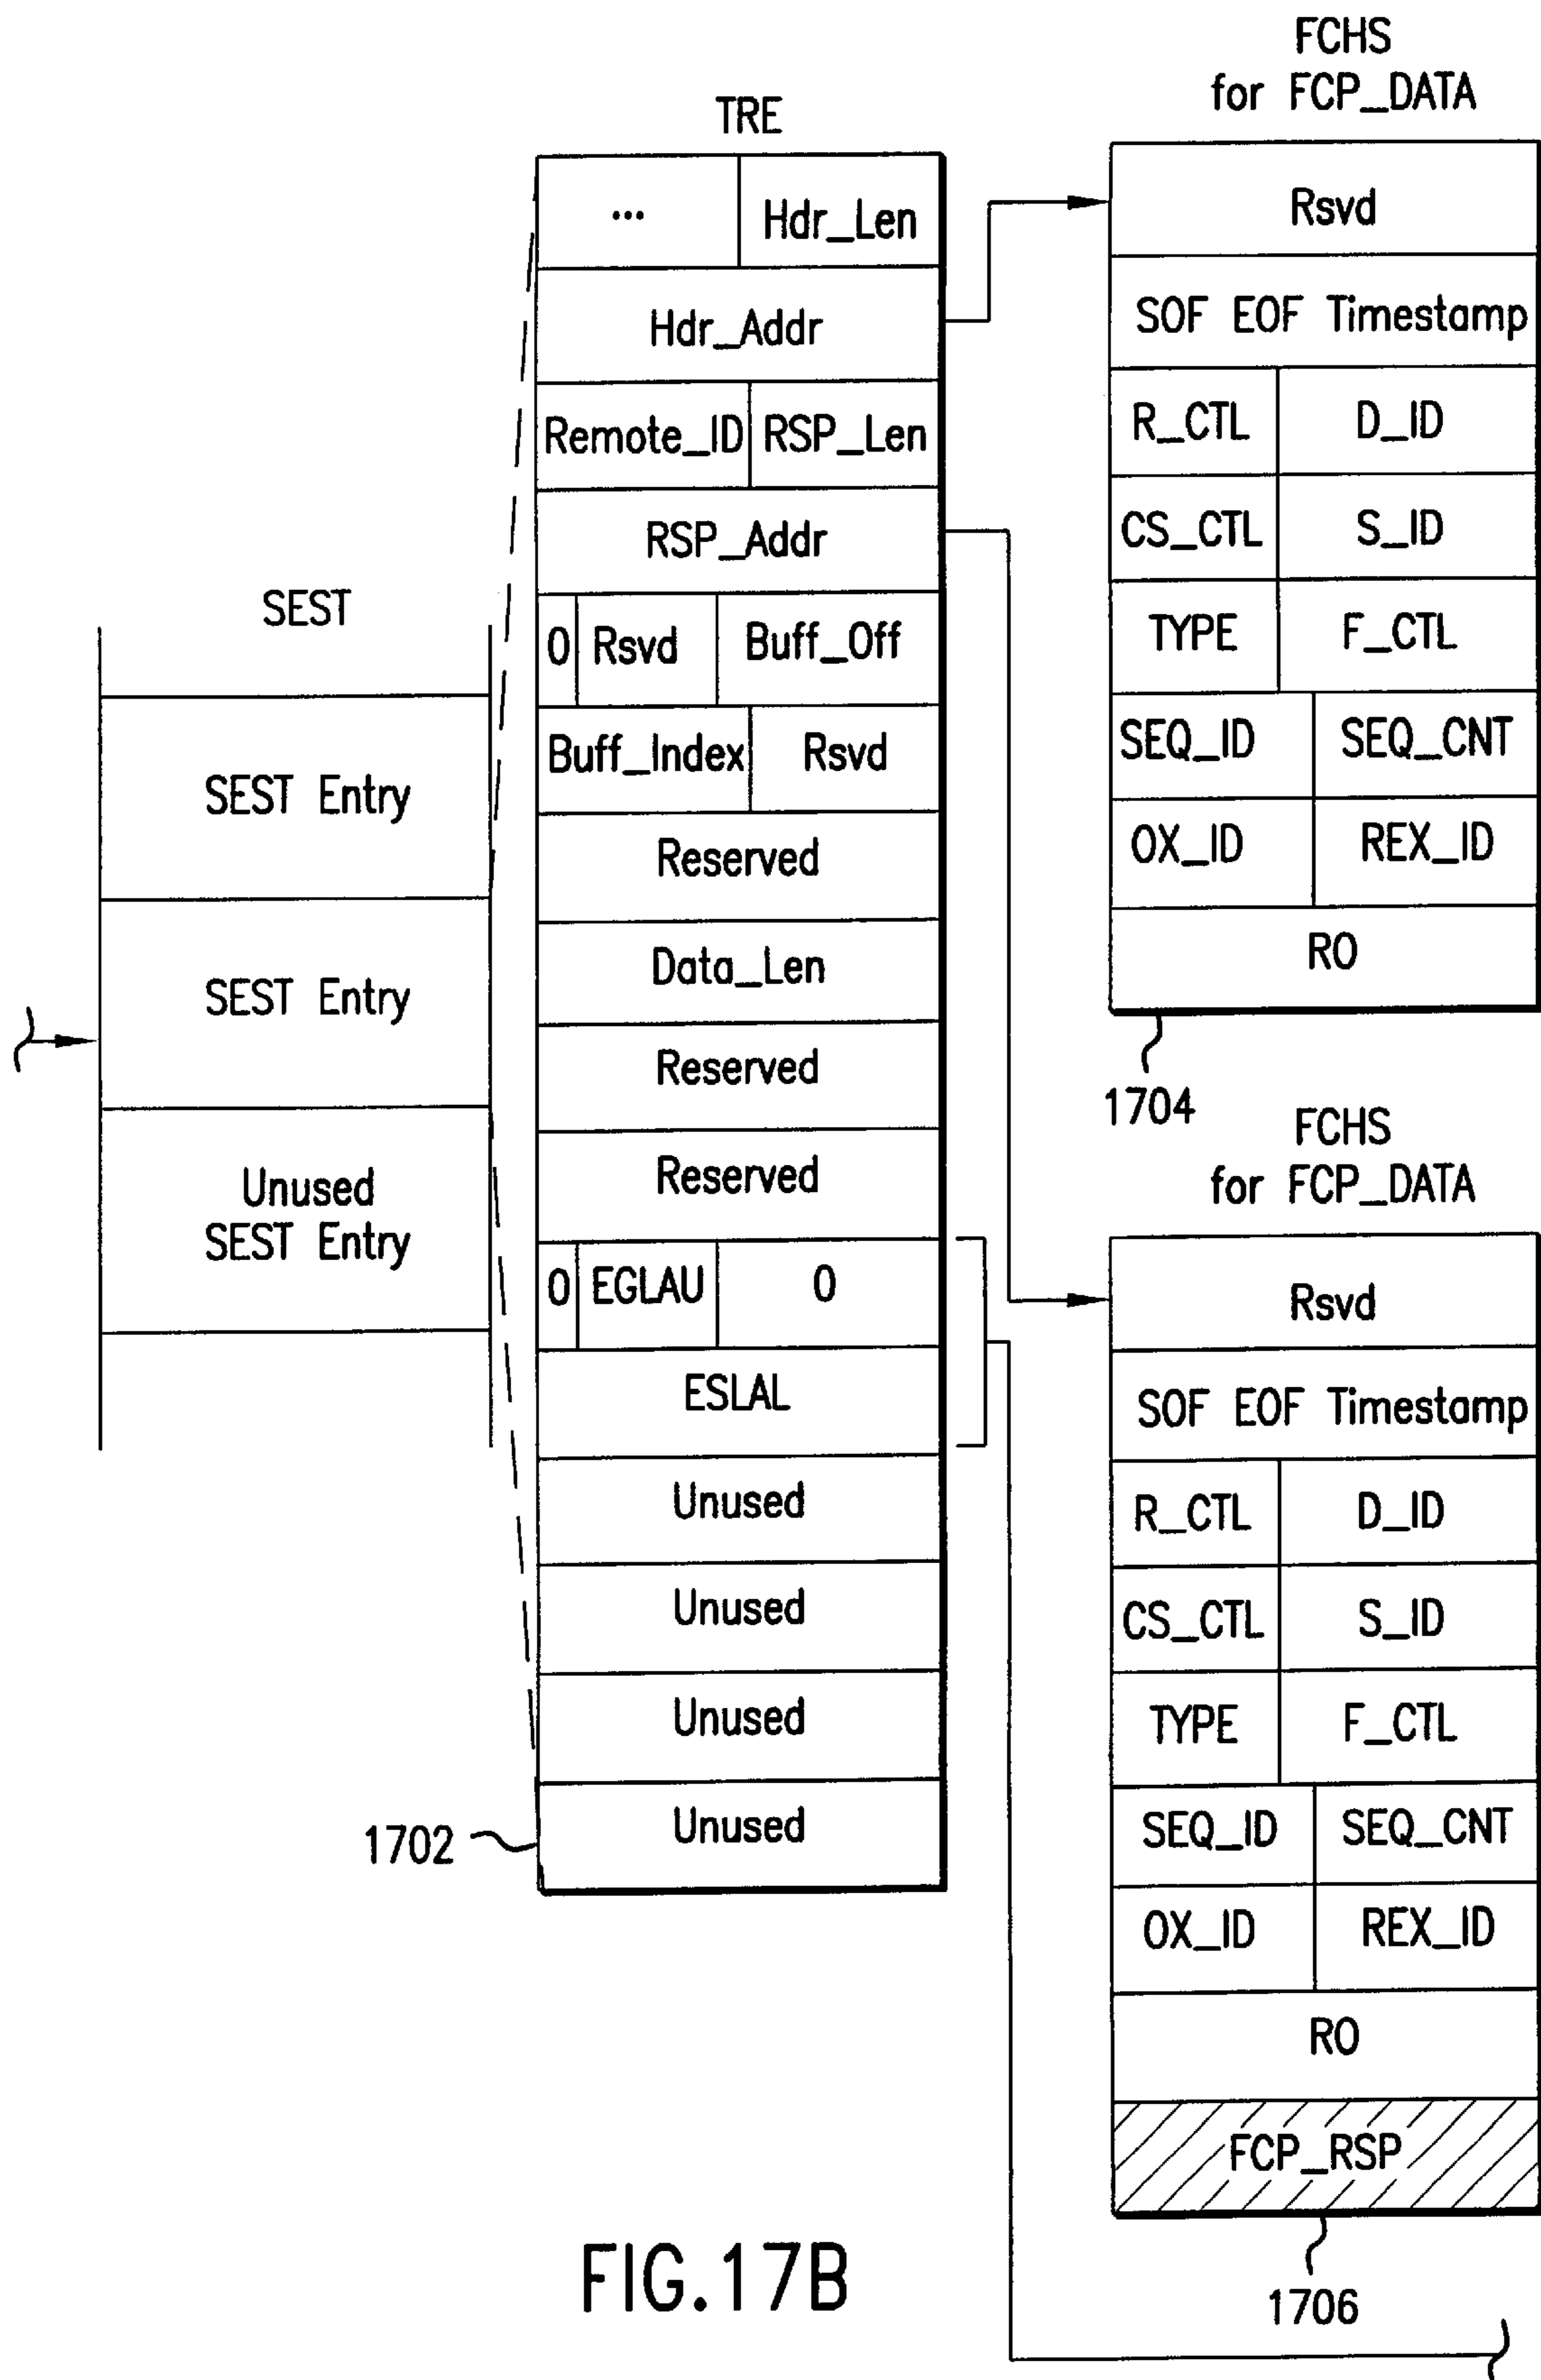 SEST
SEST Entry
SEST Entry
Unused
SEST Entry
TRE
... Hdr_Len
Hdr_Addr
Remote_ID RSP_Len
RSP_Addr
0 Rsvd Buff_Off
Buff_Index Rsvd
Reserved
Data_Len
Reserved
Reserved
0 EGLAU 0
ESLAL
Unused
Unused
Unused
Unused
1702
FCHS
for FCP_DATA
Rsvd
SOF EOF Timestamp
R_CTL D_ID
CS_CTL S_ID
TYPE F_CTL
SEQ_ID SEQ_CNT
OX_ID REX_ID
RO
1704
FCHS
for FCP_DATA
Rsvd
SOF EOF Timestamp
R_CTL D_ID
CS_CTL S_ID
TYPE F_CTL
SEQ_ID SEQ_CNT
OX_ID REX_ID
RO
FCP_RSP
1706
FIG.17B